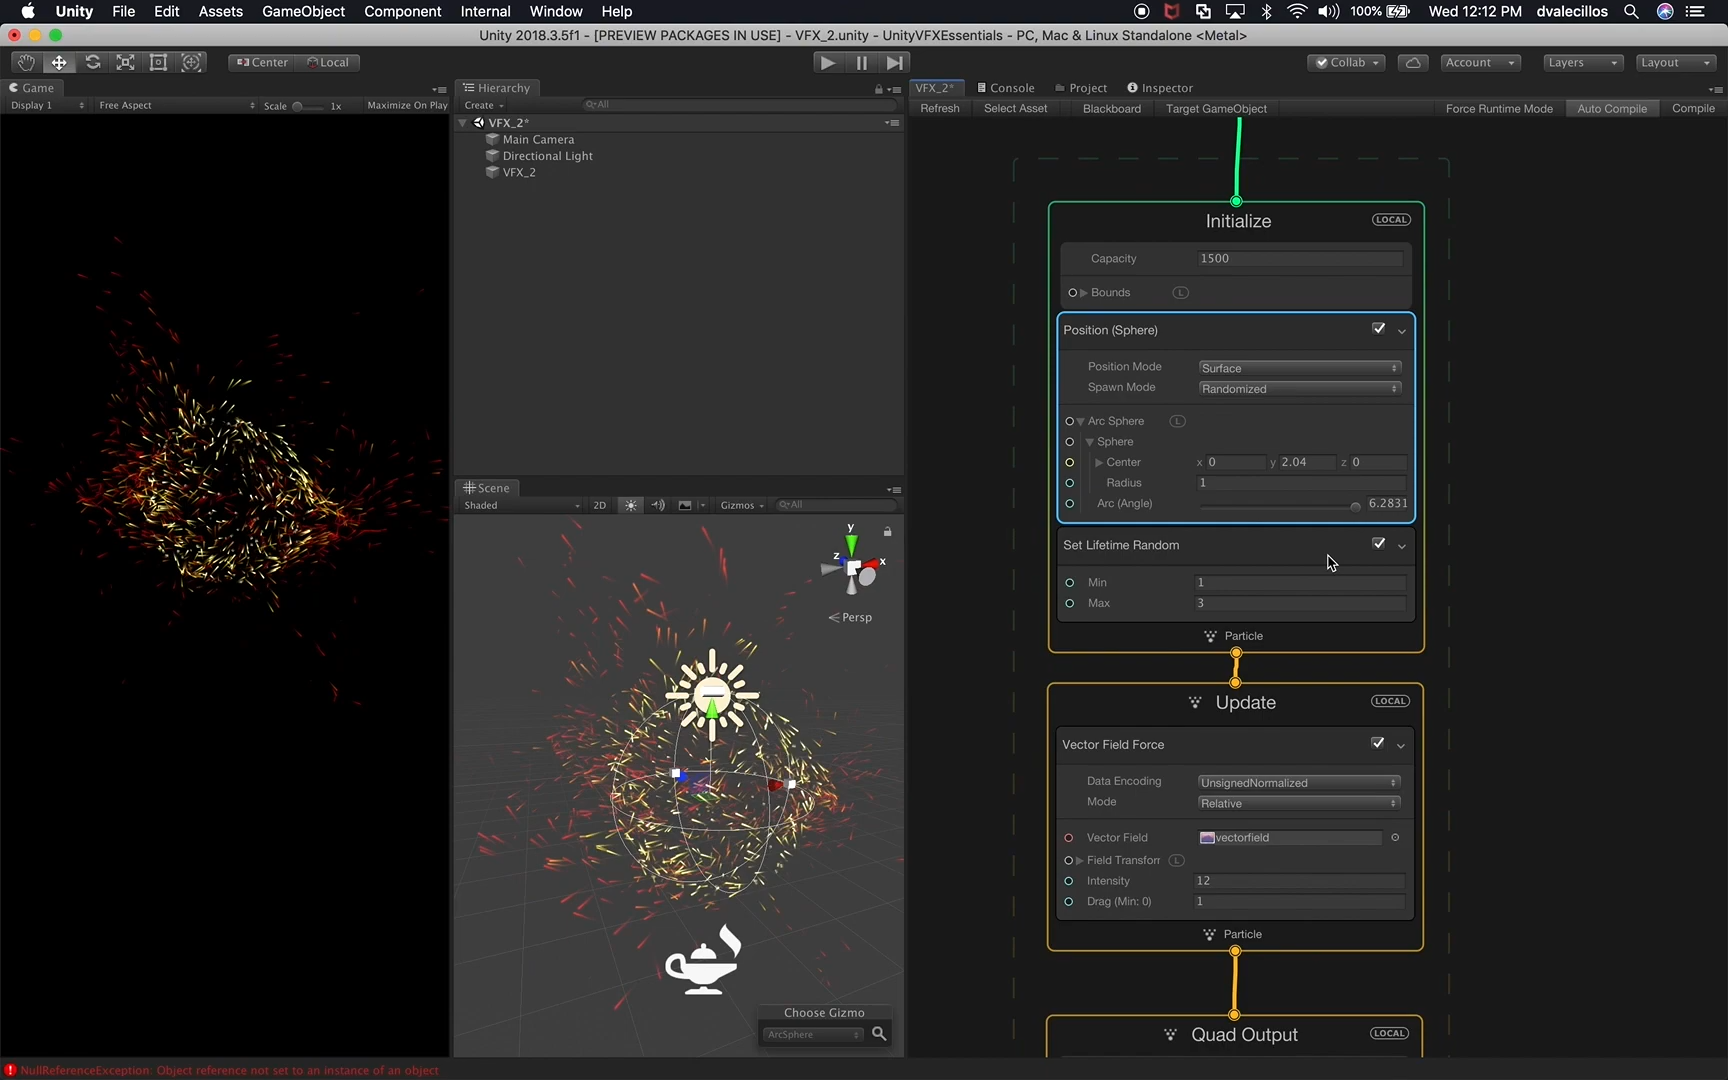 Unity File Edit Assets GameObject Component Internal Window Help 100% Wed 12:12 PM dvalecillos
Unity 2018.3.5f1 - [PREVIEW PACKAGES IN USE] - VFX_2.unity - UnityVFXEssentials - PC, Mac & Linux Standalone <Metal>
Center Local Collab Account Layers Layout
Game
Display 1 Free Aspect Scale 1x Maximize On Play
Hierarchy
Create All
VFX_2*
Main Camera
Directional Light
VFX_2
Scene
Shaded 2D Gizmos All
y
z
x
Persp
Choose Gizmo
ArcSphere
VFX_2* Console Project Inspector
Refresh Select Asset Blackboard Target GameObject Force Runtime Mode Auto Compile Compile
Initialize LOCAL
Capacity 1500
Bounds L
Position (Sphere)
Position Mode Surface
Spawn Mode Randomized
Arc Sphere L
Sphere
Center x 0 y 2.04 z 0
Radius 1
Arc (Angle) 6.2831
Set Lifetime Random
Min 1
Max 3
Particle
Update LOCAL
Vector Field Force
Data Encoding UnsignedNormalized
Mode Relative
Vector Field vectorfield
Field Transforr L
Intensity 12
Drag (Min: 0) 1
Particle
Quad Output LOCAL
NullReferenceException: Object reference not set to an instance of an object